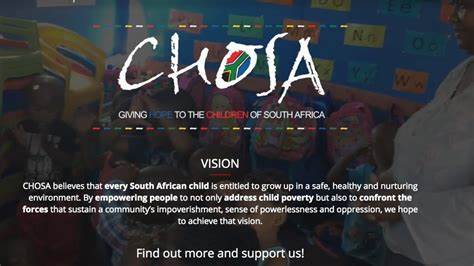 CHOSA
GIVING HOPE TO THE CHILDREN OF SOUTH AFRICA
VISION
CHOSA believes that every South African child is entitled to grow up in a safe, healthy and nurturing
environment. By empowering people to not only address child poverty but also to confront the
forces that sustain a community's impoverishment, sense of powerlessness and oppression, we hope
to achieve that vision.
Find out more and support us!